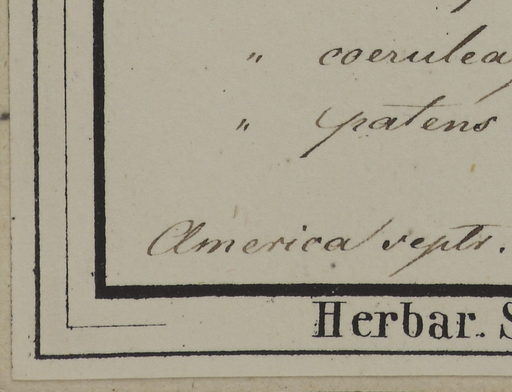 " coerulea,
" patens
America septr.
Herbar. S